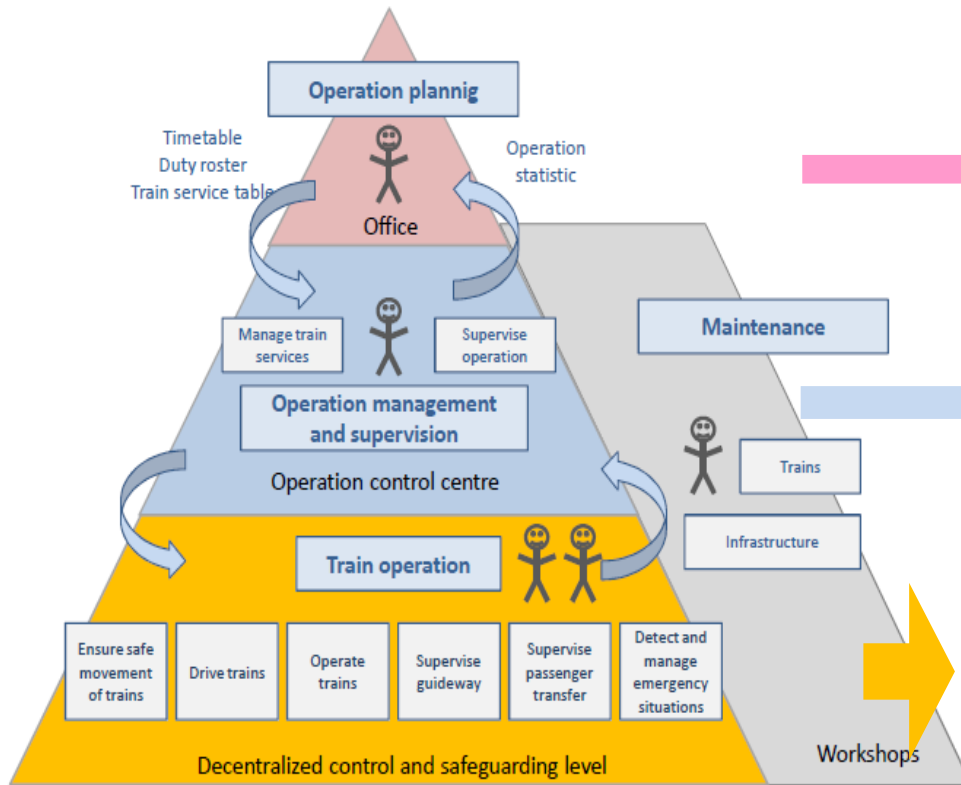 Operation plannig
Timetable
Duty roster
Train service table
Operation
statistic
Office
Manage train
services
Supervise
operation
Operation management
and supervision
Operation control centre
Maintenance
Trains
Infrastructure
Train operation
Ensure safe
movement
of trains
Drive trains
Operate
trains
Supervise
guideway
Supervise
passenger
transfer
Detect and
manage
emergency
situations
Decentralized control and safeguarding level
Workshops